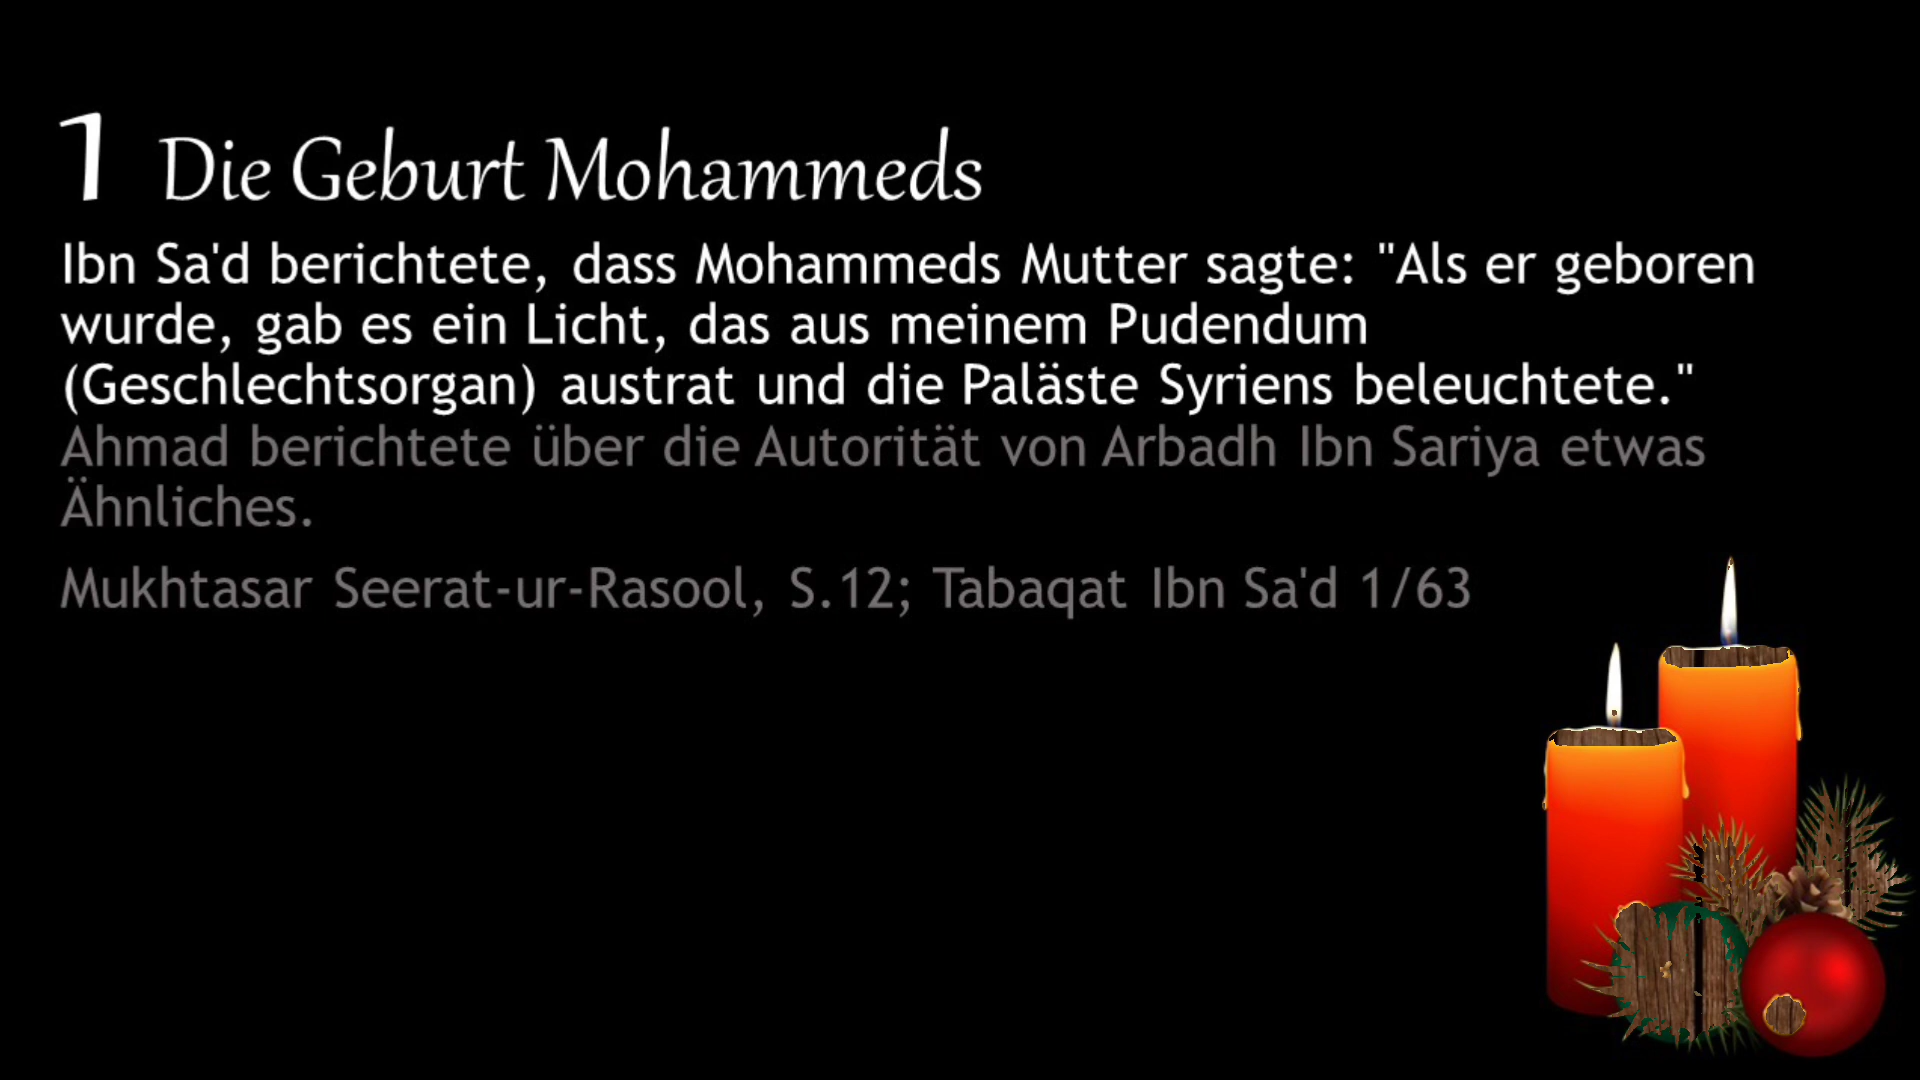 1 Die Geburt Mohammeds
Ibn Sa'd berichtete, dass Mohammeds Mutter sagte: "Als er geboren
wurde, gab es ein Licht, das aus meinem Pudendum
(Geschlechtsorgan) austrat und die Paläste Syriens beleuchtete."
Ahmad berichtete über die Autorität von Arbadh Ibn Sariya etwas
Ähnliches.
Mukhtasar Seerat-ur-Rasool, S.12; Tabaqat Ibn Sa'd 1/63